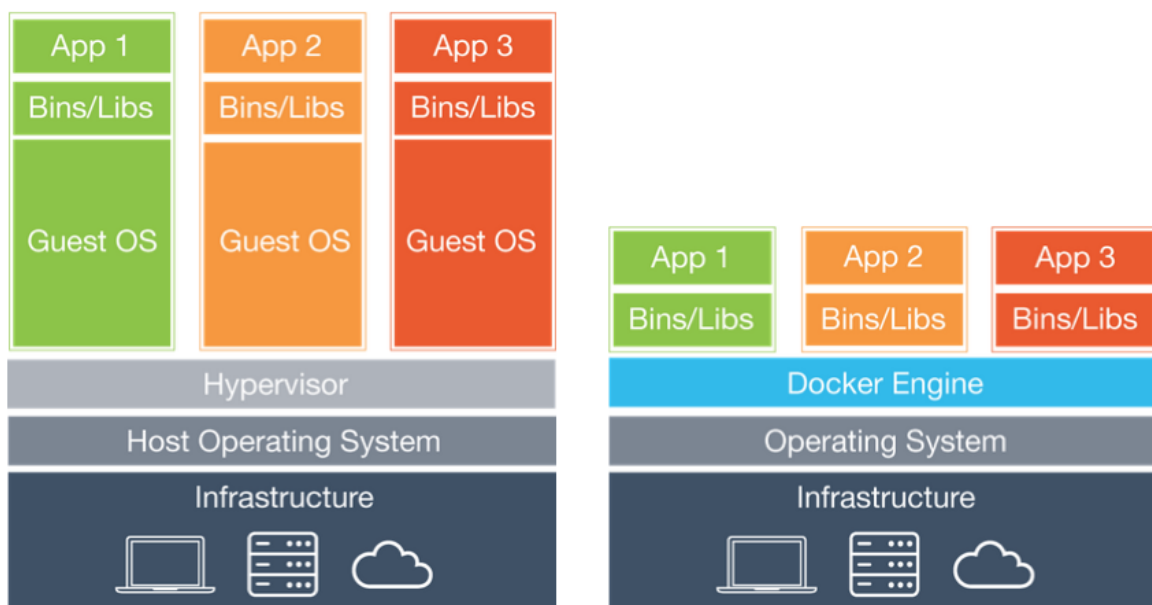 App 1
Bins/Libs
Guest OS
App 2
Bins/Libs
Guest OS
App 3
Bins/Libs
Guest OS
Hypervisor
Host Operating System
Infrastructure
App 1
Bins/Libs
App 2
Bins/Libs
App 3
Bins/Libs
Docker Engine
Operating System
Infrastructure